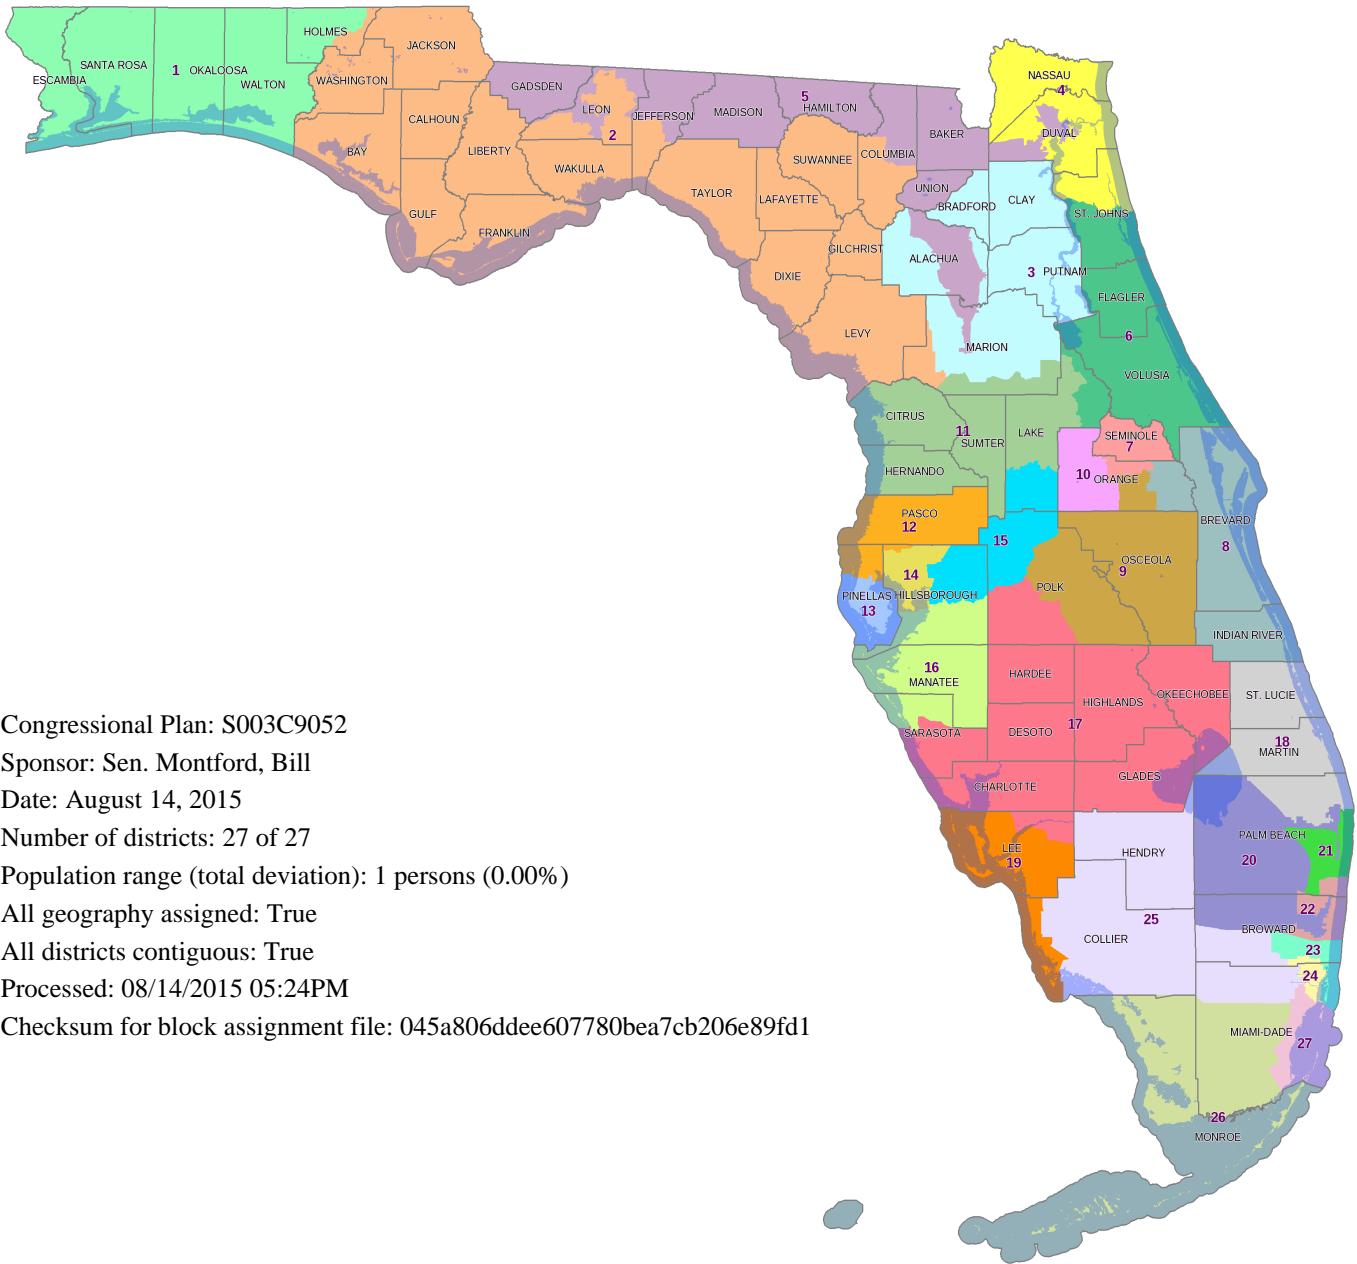 HOLMES
JACKSON
SANTA ROSA
1
OKALOOSA
ESCAMBIA
WALTON
WASHINGTON
GADSDEN
NASSAU
4
CALHOUN
LEON
JEFFERSON
MADISON
5
HAMILTON
2
DUVAL
BAKER
BAY
LIBERTY
WAKULLA
SUWANNEE
COLUMBIA
TAYLOR
LAFAYETTE
UNION
BRADFORD
CLAY
GULF
FRANKLIN
ST. JOHNS
GILCHRIST
ALACHUA
DIXIE
3
PUTNAM
FLAGLER
LEVY
MARION
6
VOLUSIA
CITRUS
11
SUMTER
LAKE
SEMINOLE
7
HERNANDO
10
ORANGE
PASCO
12
BREVARD
8
15
OSCEOLA
9
14
POLK
PINELLAS
HILLSBOROUGH
13
INDIAN RIVER
16
MANATEE
HARDEE
HIGHLANDS
OKEECHOBEE
ST. LUCIE
SARASOTA
DESOTO
17
18
MARTIN
CHARLOTTE
GLADES
PALM BEACH
20
21
LEE
19
HENDRY
22
BROWARD
25
COLLIER
23
24
MIAMI-DADE
27
26
MONROE
Congressional Plan: S003C9052
Sponsor: Sen. Montford, Bill
Date: August 14, 2015
Number of districts: 27 of 27
Population range (total deviation): 1 persons (0.00%)
All geography assigned: True
All districts contiguous: True
Processed: 08/14/2015 05:24PM
Checksum for block assignment file: 045a806ddee607780bea7cb206e89fd1